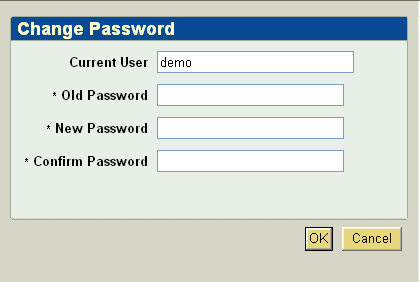 Change Password
Current User demo
* Old Password
* New Password
* Confirm Password
OK Cancel